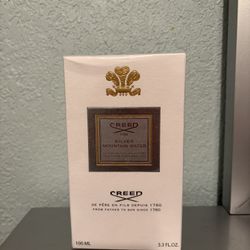 CREED
SILVER
MOUNTAIN WATER
CREED
DE PÈRE EN FILS DEPUIS 1760
FROM FATHER TO SON SINCE 1760
100 ML 3.3 FL.OZ